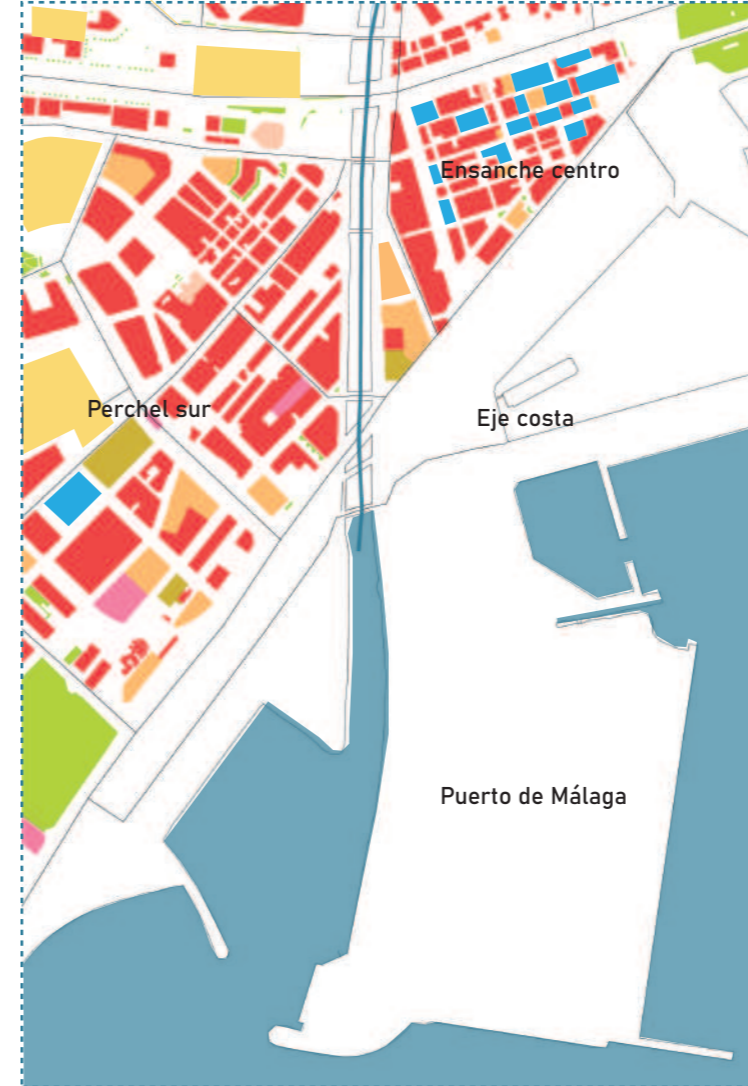 Ensanche centro
Perchel sur
Eje costa
Puerto de Málaga